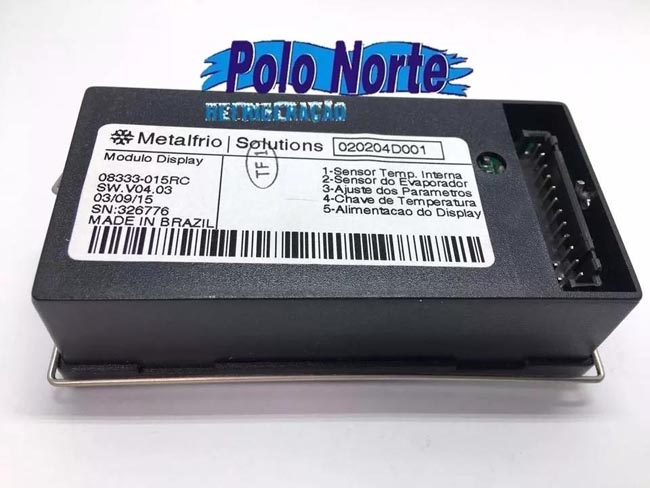 Polo Norte
REFRIGERAÇÃO
Metalfrio | Solutions 020204D001
Modulo Display
TF1
08333-015RC
SW.V04.03
03/09/15
SN:326776
MADE IN BRAZIL
1-Sensor Temp. Interna
2-Sensor do Evaporador
3-Ajuste dos Parametros
4-Chave de Temperatura
5-Alimentacao do Display